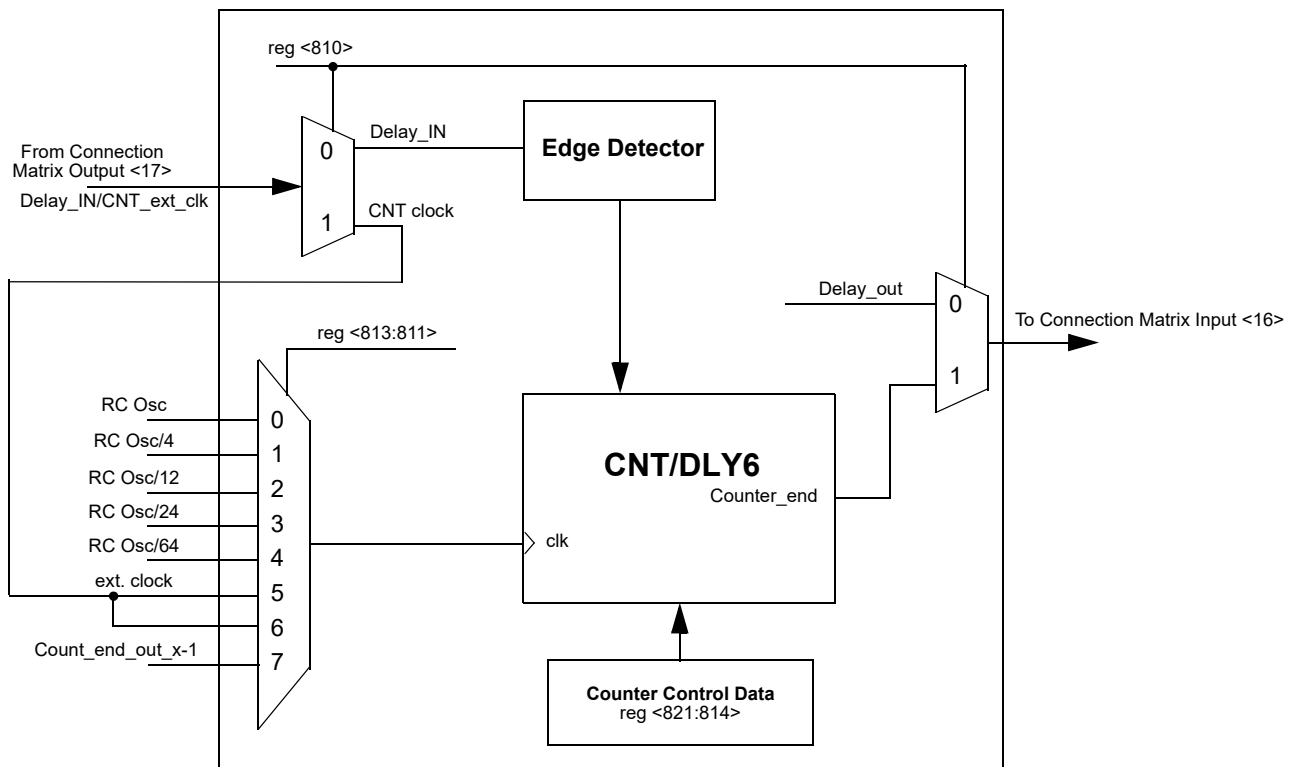 reg <810>
Delay_IN
Edge Detector
From Connection
Matrix Output <17>
Delay_IN/CNT_ext_clk
0
1
CNT clock
Delay_out
0
1
To Connection Matrix Input <16>
reg <813:811>
RC Osc
RC Osc/4
RC Osc/12
RC Osc/24
RC Osc/64
ext. clock
Count_end_out_x-1
0
1
2
3
4
5
6
7
CNT/DLY6
Counter_end
clk
Counter Control Data
reg <821:814>